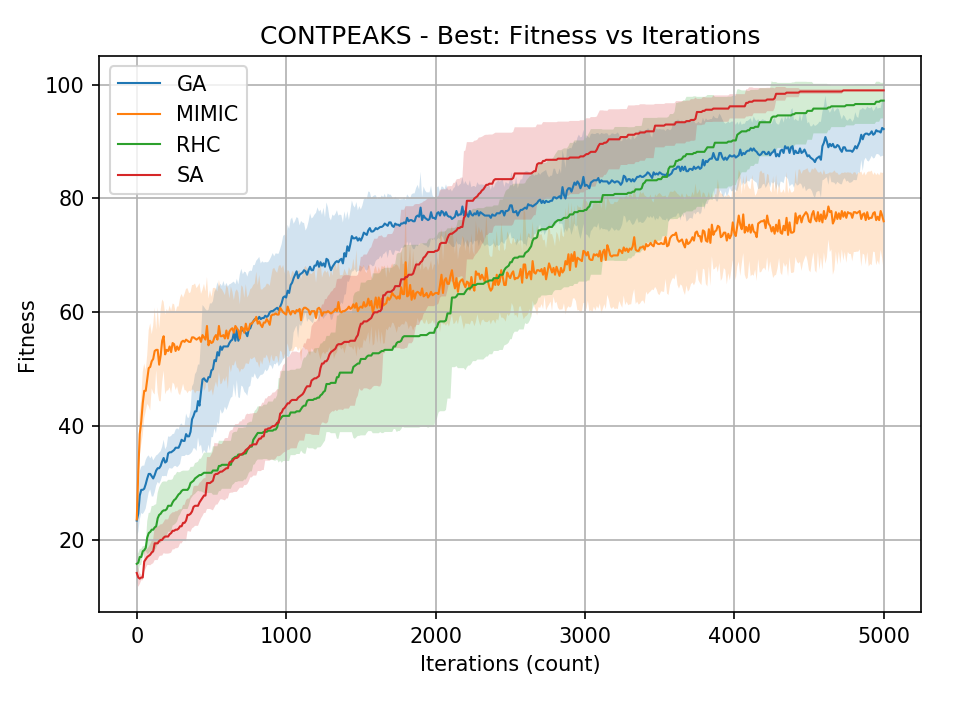 CONTPEAKS - Best: Fitness vs Iterations
GA
MIMIC
RHC
SA
100
80
60
40
20
Fitness
0 1000 2000 3000 4000 5000
Iterations (count)